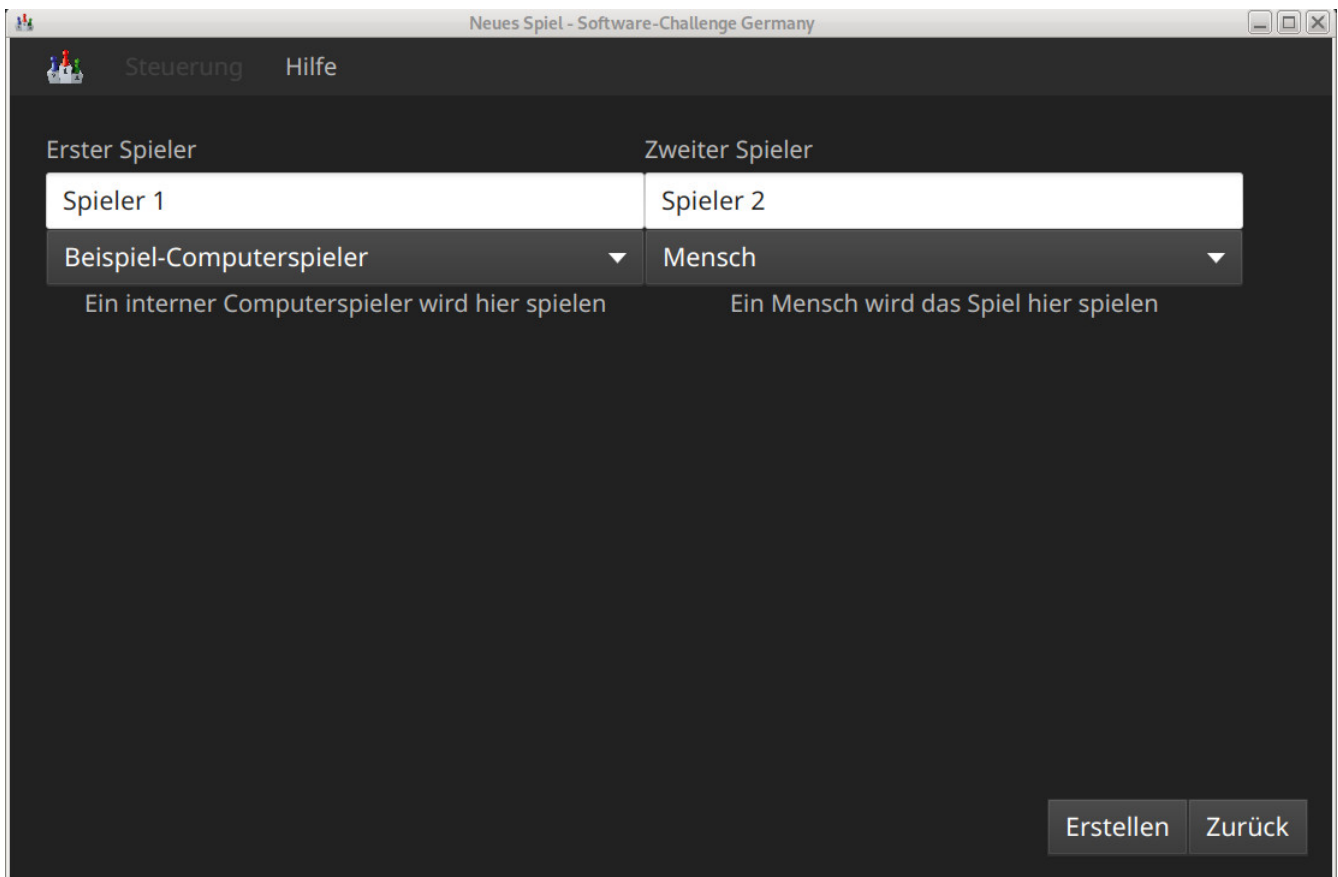 Neues Spiel - Software-Challenge Germany
Steuerung Hilfe
Erster Spieler Zweiter Spieler
Spieler 1 Spieler 2
Beispiel-Computerspieler Mensch
Ein interner Computerspieler wird hier spielen Ein Mensch wird das Spiel hier spielen
Erstellen Zurück